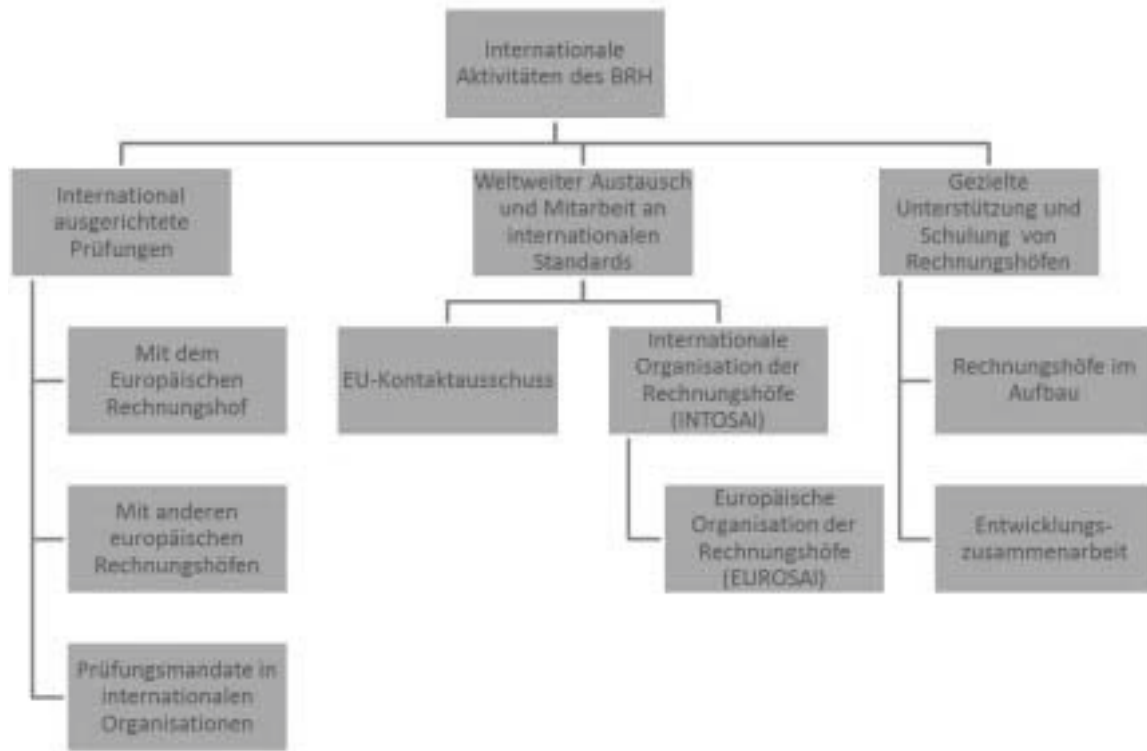 Internationale
Aktivitäten des BRH
International
ausgerichtete
Prüfungen
Mit dem
Europäischen
Rechnungshof
Mit anderen
europäischen
Rechnungshöfen
Prüfungsmandate in
internationalen
Organisationen
Weltweiter Austausch
und Mitarbeit an
internationalen
Standards
EU-Kontaktausschuss
Internationale
Organisation der
Rechnungshöfe
(INTOSAI)
Europäische
Organisation der
Rechnungshöfe
(EUROSAI)
Gezielte
Unterstützung und
Schulung von
Rechnungshöfen
Rechnungshöfe im
Aufbau
Entwicklungs-
zusammenarbeit